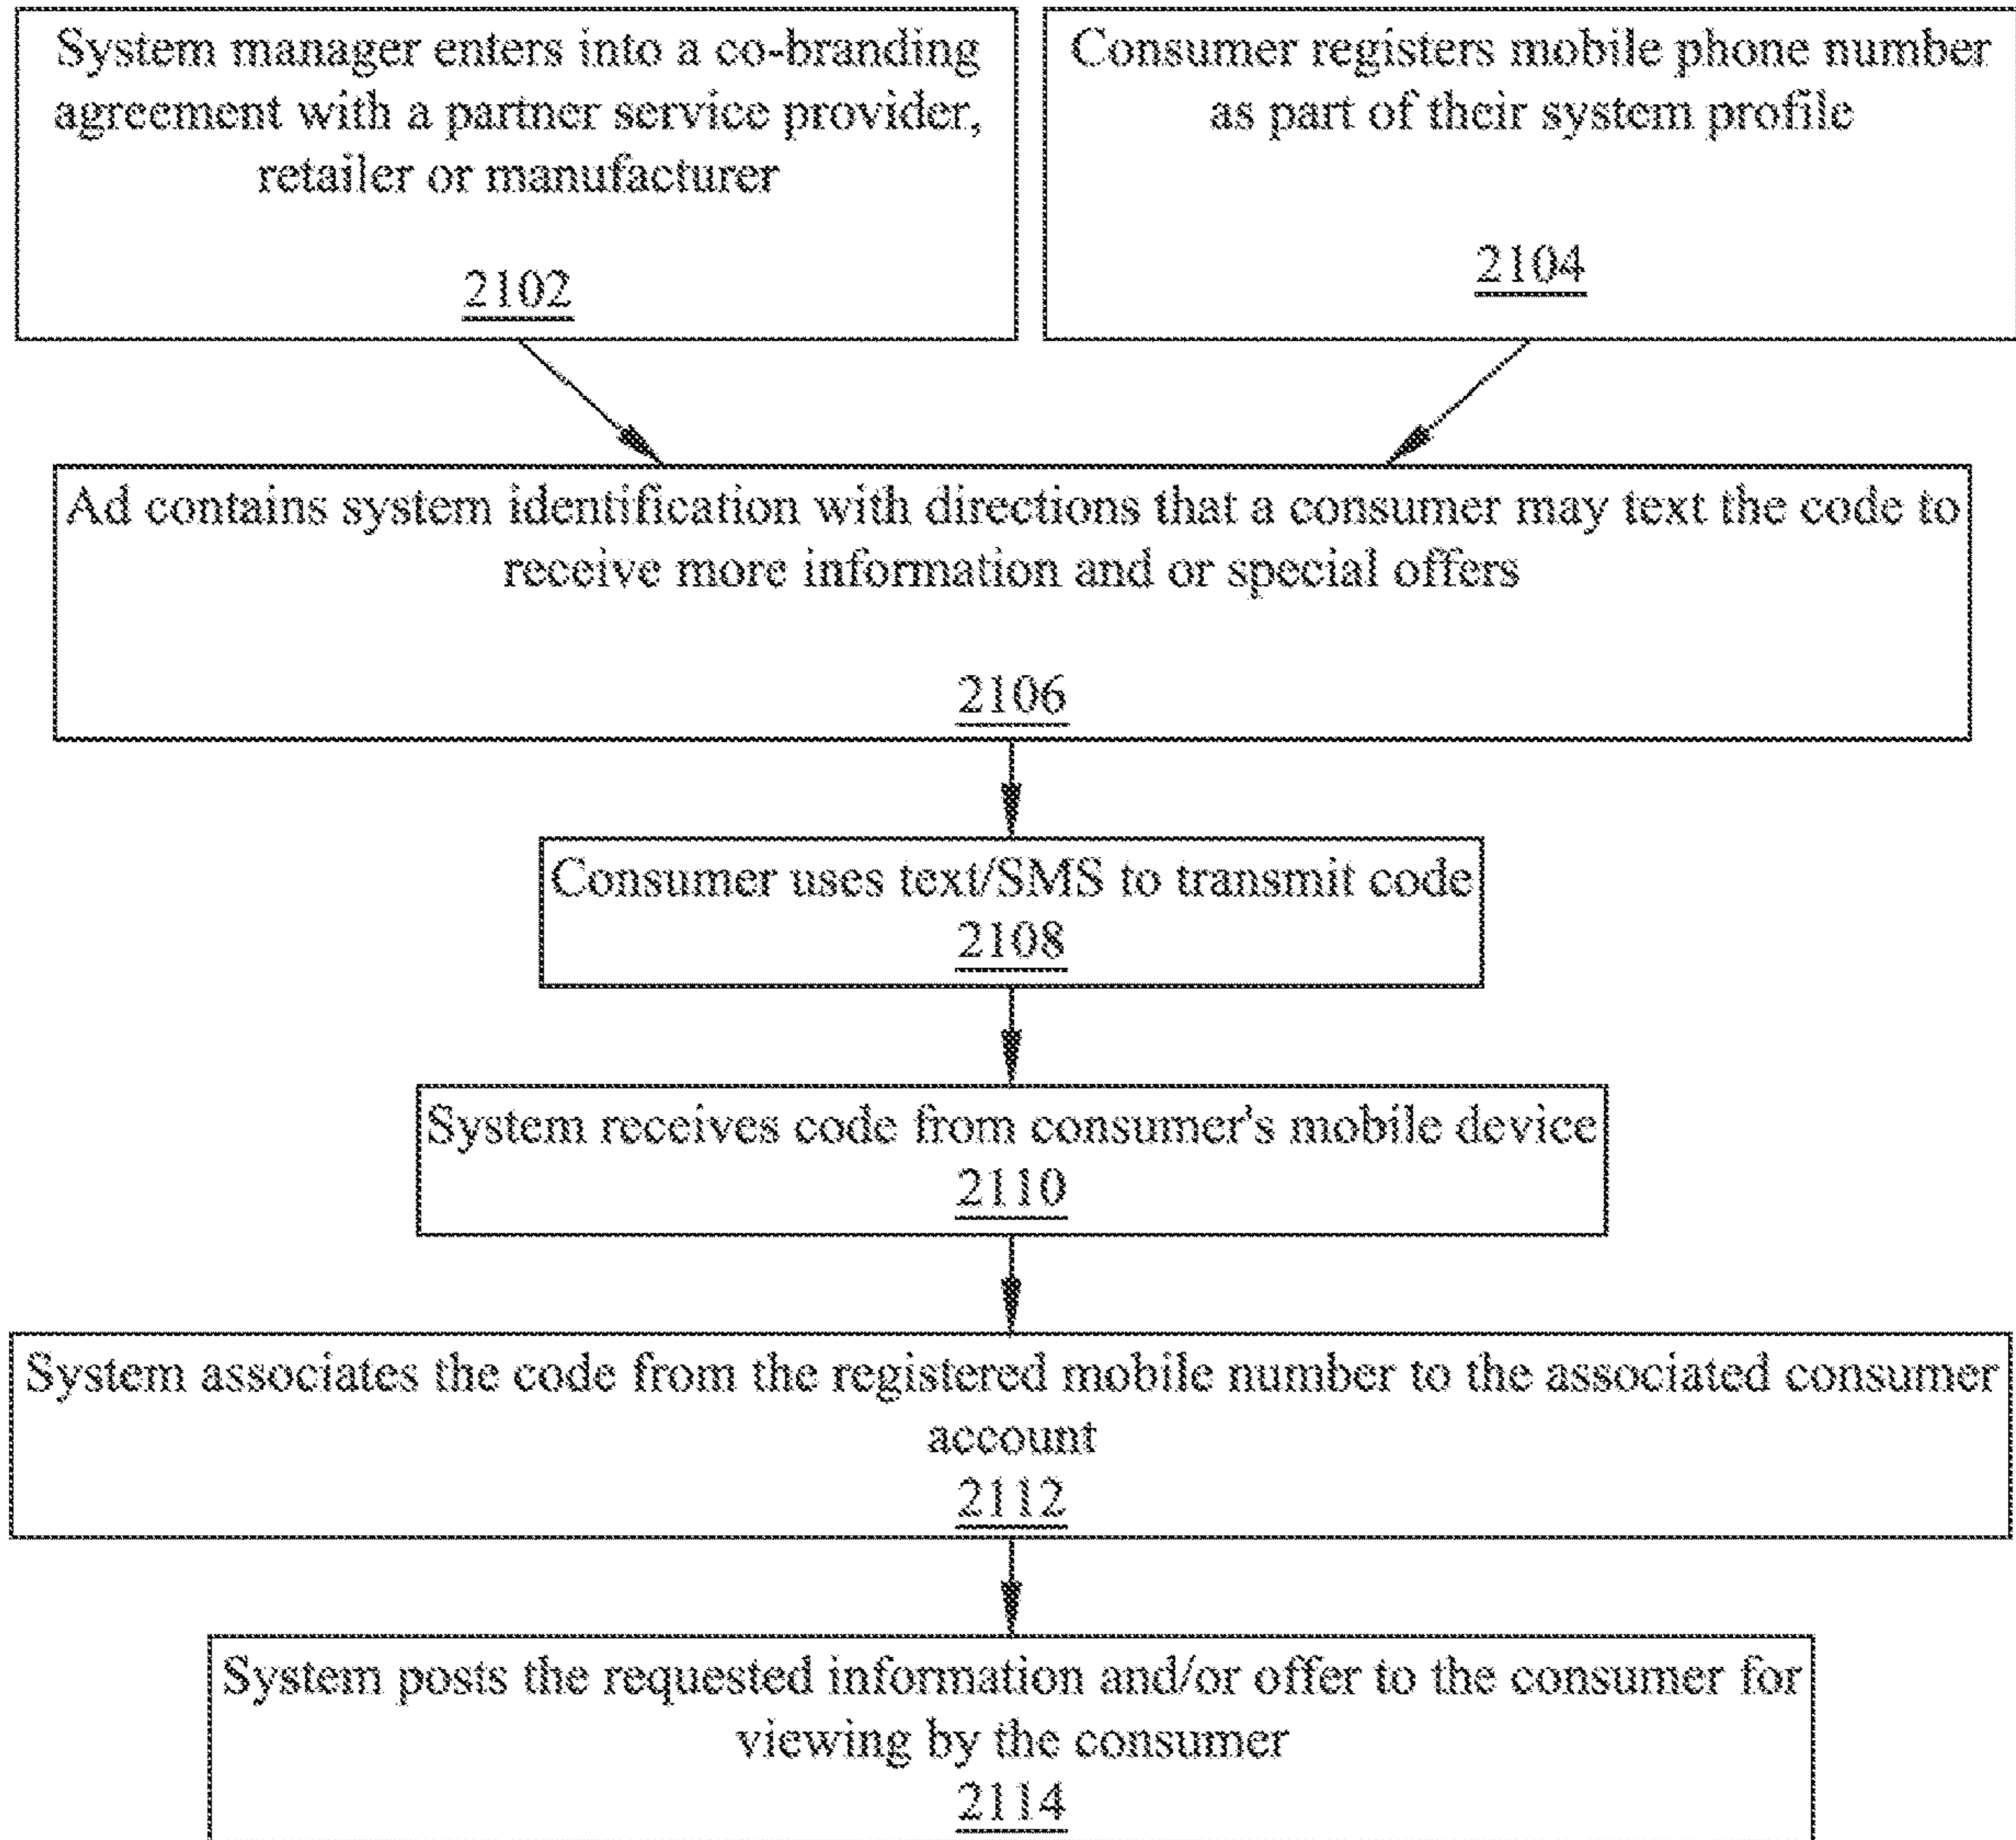 System manager enters into a co-branding
agreement with a partner service provider,
retailer or manufacturer
2102
Consumer registers mobile phone number
as part of their system profile
2104
Ad contains system identification with directions that a consumer may text the code to
receive more information and or special offers
2106
Consumer uses text/SMS to transmit code
2108
System receives code from consumer's mobile device
2110
System associates the code from the registered mobile number to the associated consumer
account
2112
System posts the requested information and/or offer to the consumer for
viewing by the consumer
2114